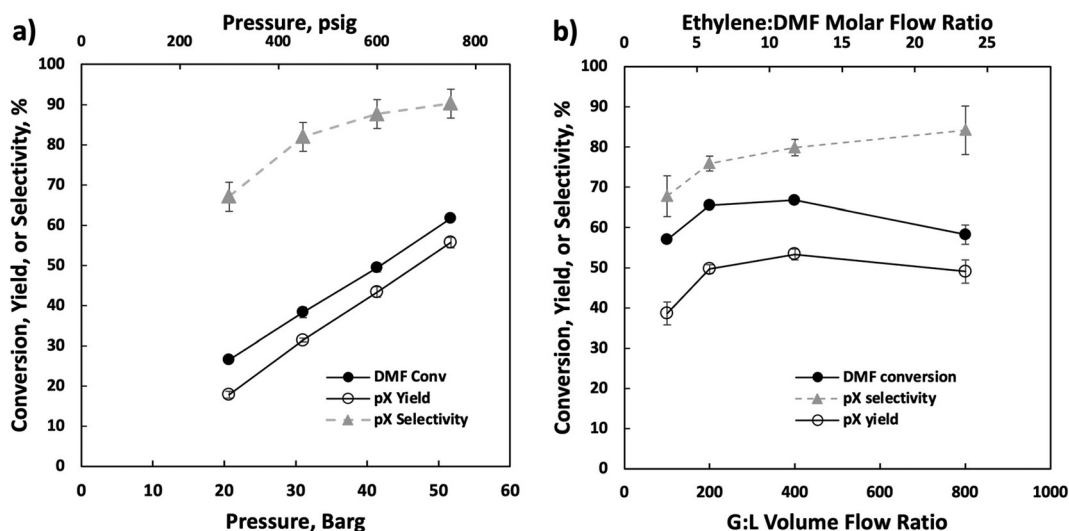 a)
Pressure, psig
0 200 400 600 800
Conversion, Yield, or Selectivity, %
100
90
80
70
60
50
40
30
20
10
0
DMF Conv
pX Yield
pX Selectivity
0 10 20 30 40 50 60
Pressure, Barg
b)
Ethylene:DMF Molar Flow Ratio
0 5 10 15 20 25
Conversion, Yield, or Selectivity, %
100
90
80
70
60
50
40
30
20
10
0
DMF conversion
pX selectivity
pX yield
0 200 400 600 800 1000
G:L Volume Flow Ratio